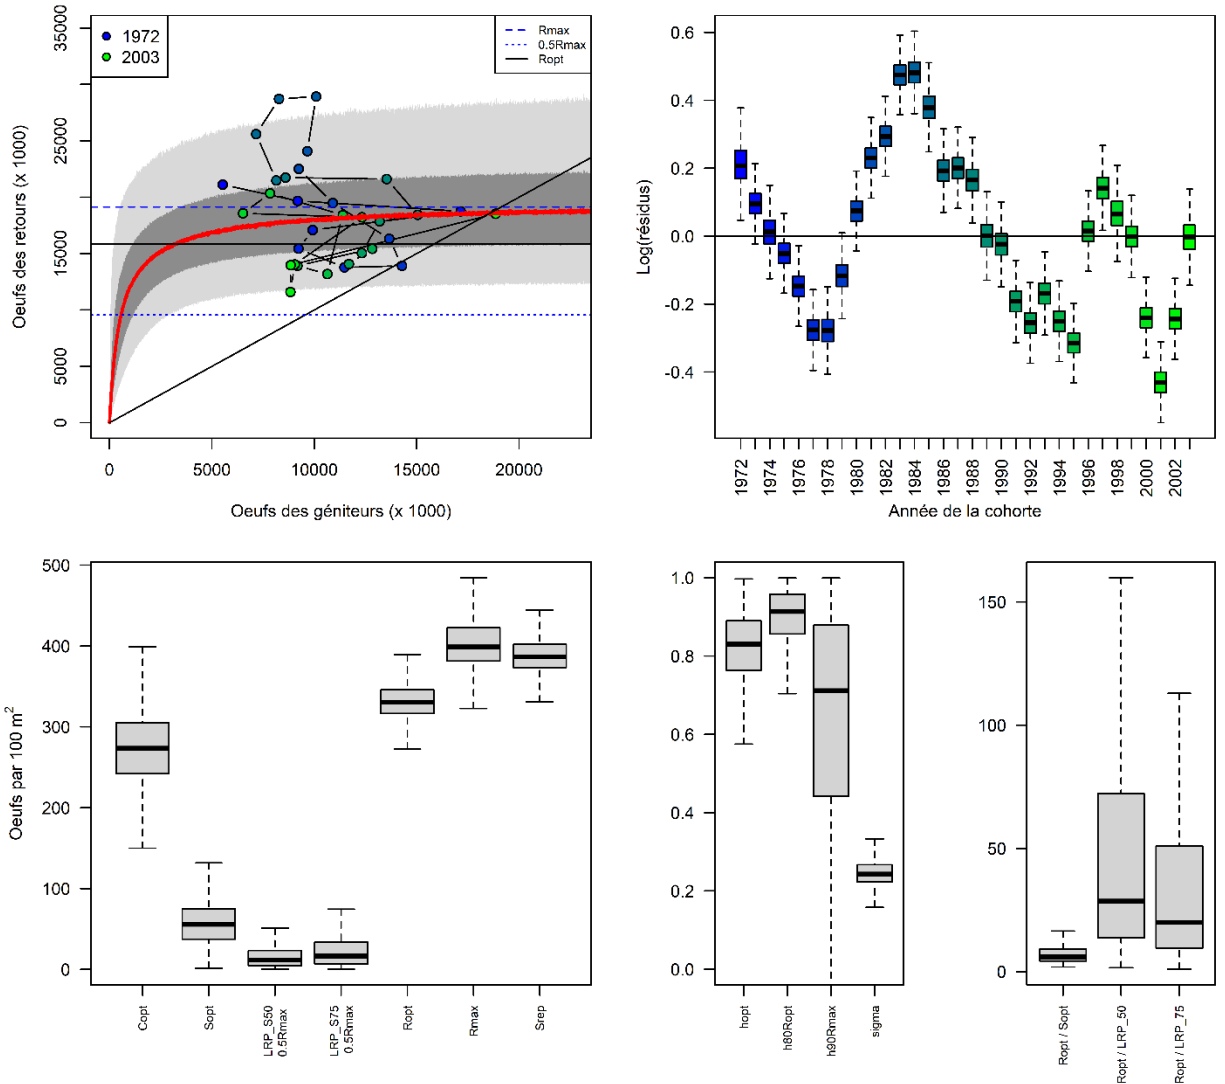 Oeufs des retours (x 1000)
35000
25000
15000
5000
0
1972
2003
Rmax
0.5Rmax
Ropt
0
5000
10000
15000
20000
Oeufs des géniteurs (x 1000)
Log(résidus)
0.6
0.4
0.2
0.0
-0.2
-0.4
1972
1974
1976
1978
1980
1982
1984
1986
1988
1990
1992
1994
1996
1998
2000
2002
Année de la cohorte
Oeufs par 100 m²
500
400
300
200
100
0
Copt
Sopt
LRP_S50
0.5Rmax
LRP_S75
0.5Rmax
Ropt
Rmax
Srep
1.0
0.8
0.6
0.4
0.2
0.0
hopt
h80Ropt
h90Rmax
sigma
150
100
50
0
Ropt / Sopt
Ropt / LRP_50
Ropt / LRP_75